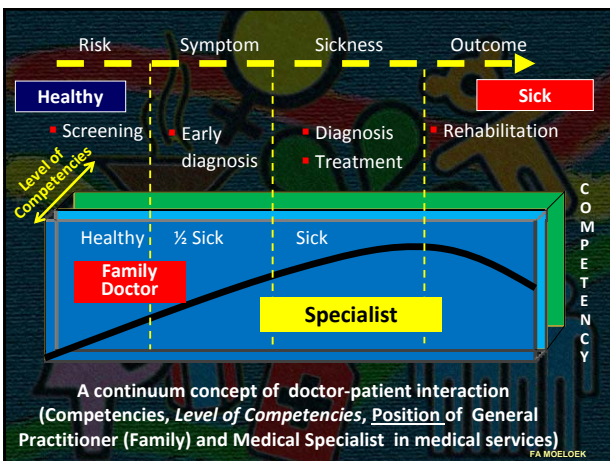 Risk Symptom Sickness Outcome
Healthy
Sick
▪ Screening
▪ Early
diagnosis
▪ Diagnosis
▪ Treatment
▪ Rehabilitation
Level of
Competencies
Healthy ½ Sick Sick
Family
Doctor
Specialist
COMPETENCY
A continuum concept of doctor-patient interaction
(Competencies, Level of Competencies, Position of General
Practitioner (Family) and Medical Specialist in medical services)
FA MOELOEK